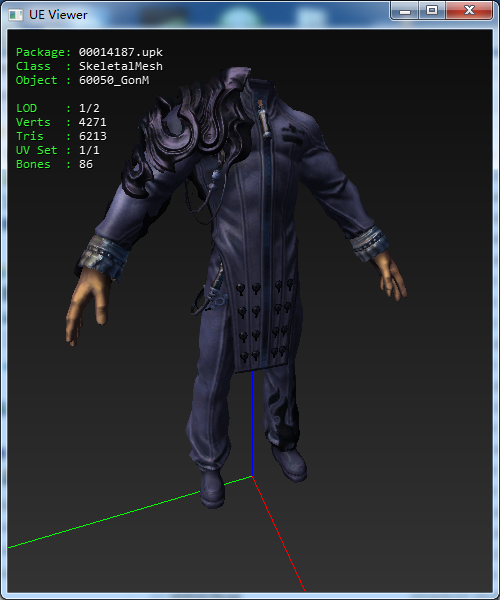 UE Viewer
Package: 00014187.upk
Class : SkeletalMesh
Object : 60050_GonM
LOD : 1/2
Verts : 4271
Tris : 6213
UV Set : 1/1
Bones : 86